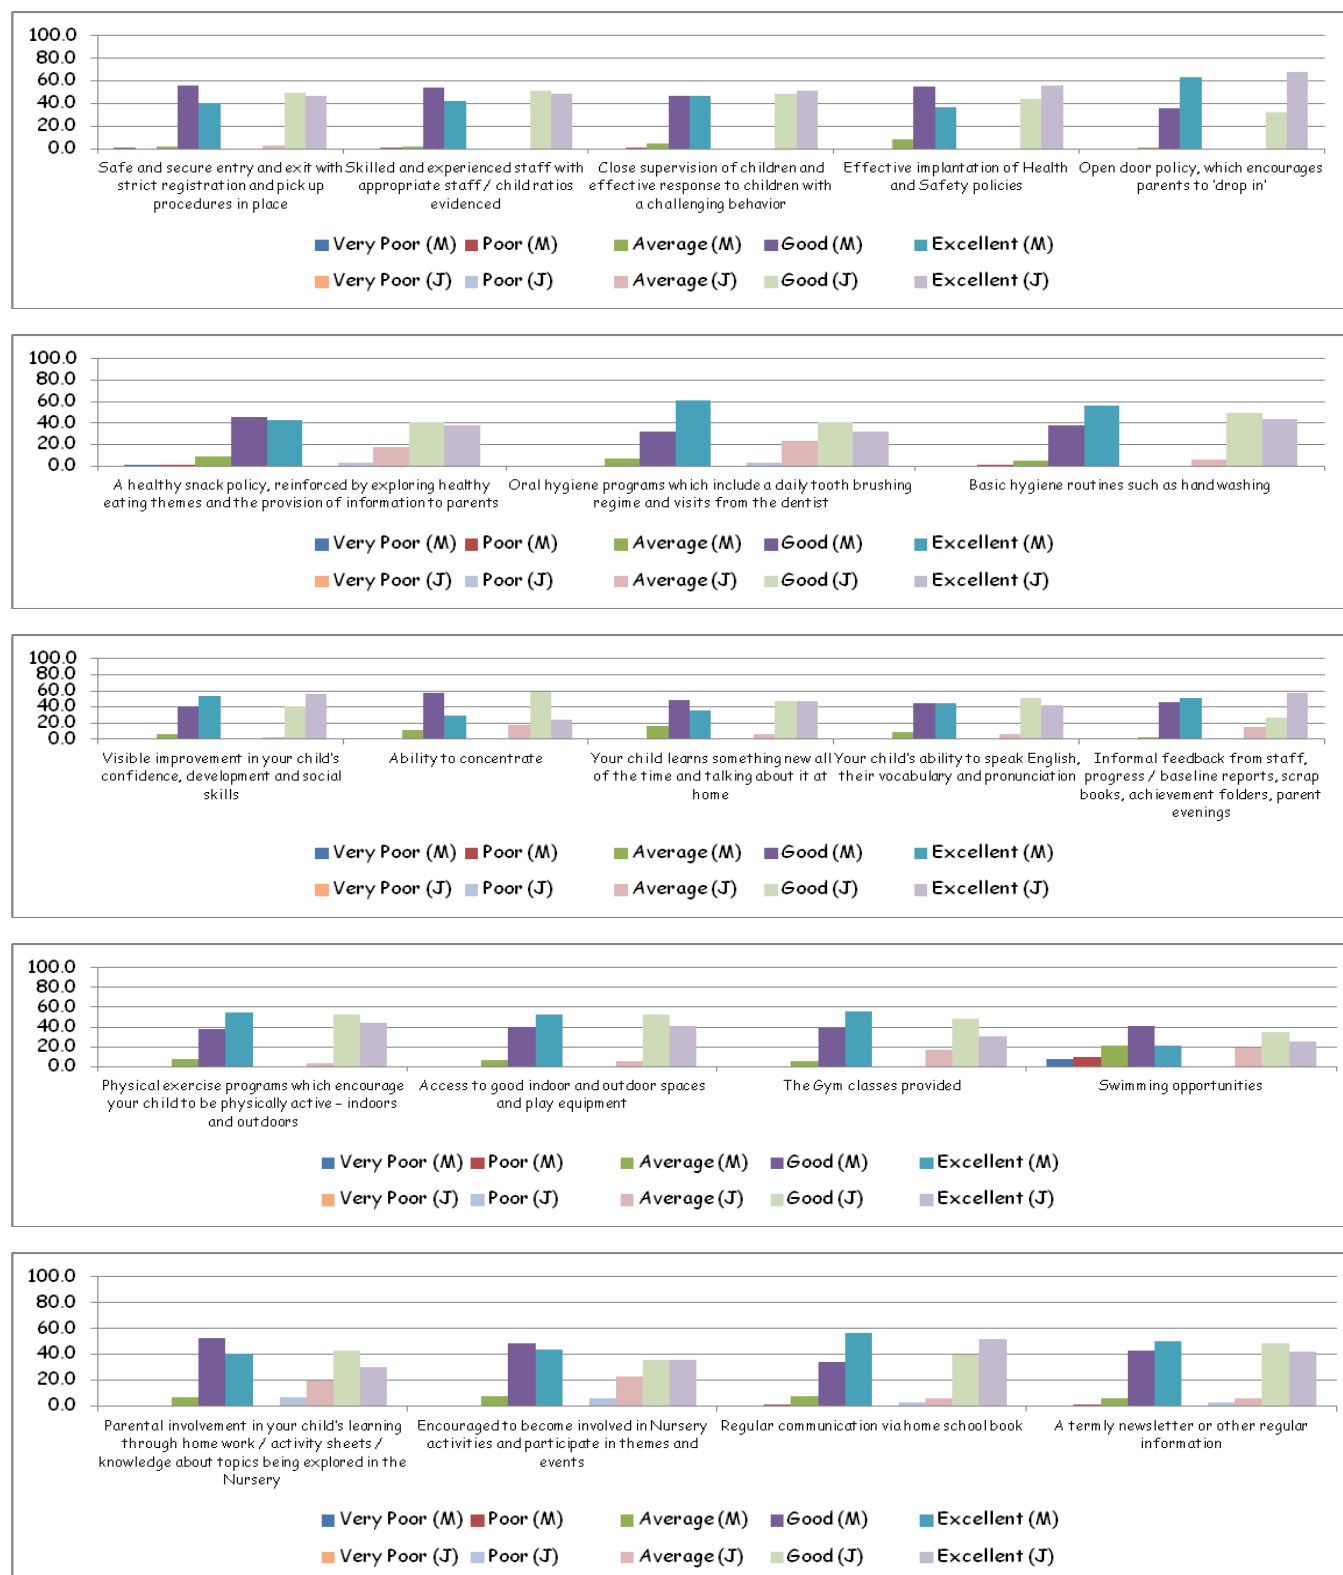 100.0
80.0
60.0
40.0
20.0
0.0
Safe and secure entry and exit with
strict registration and pick up
procedures in place
Skilled and experienced staff with
appropriate staff / child ratios
evidenced
Close supervision of children and
effective response to children with
a challenging behavior
Effective implantation of Health
and Safety policies
Open door policy, which encourages
parents to 'drop in'
Very Poor (M) Poor (M) Average (M) Good (M) Excellent (M)
Very Poor (J) Poor (J) Average (J) Good (J) Excellent (J)
100.0
80.0
60.0
40.0
20.0
0.0
A healthy snack policy, reinforced by exploring healthy
eating themes and the provision of information to parents
Oral hygiene programs which include a daily tooth brushing
regime and visits from the dentist
Basic hygiene routines such as hand washing
Very Poor (M) Poor (M) Average (M) Good (M) Excellent (M)
Very Poor (J) Poor (J) Average (J) Good (J) Excellent (J)
100.0
80.0
60.0
40.0
20.0
0.0
Visible improvement in your child's
confidence, development and social
skills
Ability to concentrate
Your child learns something new all
of the time and talking about it at
home
Your child's ability to speak English,
their vocabulary and pronunciation
Informal feedback from staff,
progress / baseline reports, scrap
books, achievement folders, parent
evenings
Very Poor (M) Poor (M) Average (M) Good (M) Excellent (M)
Very Poor (J) Poor (J) Average (J) Good (J) Excellent (J)
100.0
80.0
60.0
40.0
20.0
0.0
Physical exercise programs which encourage
your child to be physically active – indoors
and outdoors
Access to good indoor and outdoor spaces
and play equipment
The Gym classes provided
Swimming opportunities
Very Poor (M) Poor (M) Average (M) Good (M) Excellent (M)
Very Poor (J) Poor (J) Average (J) Good (J) Excellent (J)
100.0
80.0
60.0
40.0
20.0
0.0
Parental involvement in your child's learning
through home work / activity sheets /
knowledge about topics being explored in the
Nursery
Encouraged to become involved in Nursery
activities and participate in themes and
events
Regular communication via home school book
A termly newsletter or other regular
information
Very Poor (M) Poor (M) Average (M) Good (M) Excellent (M)
Very Poor (J) Poor (J) Average (J) Good (J) Excellent (J)